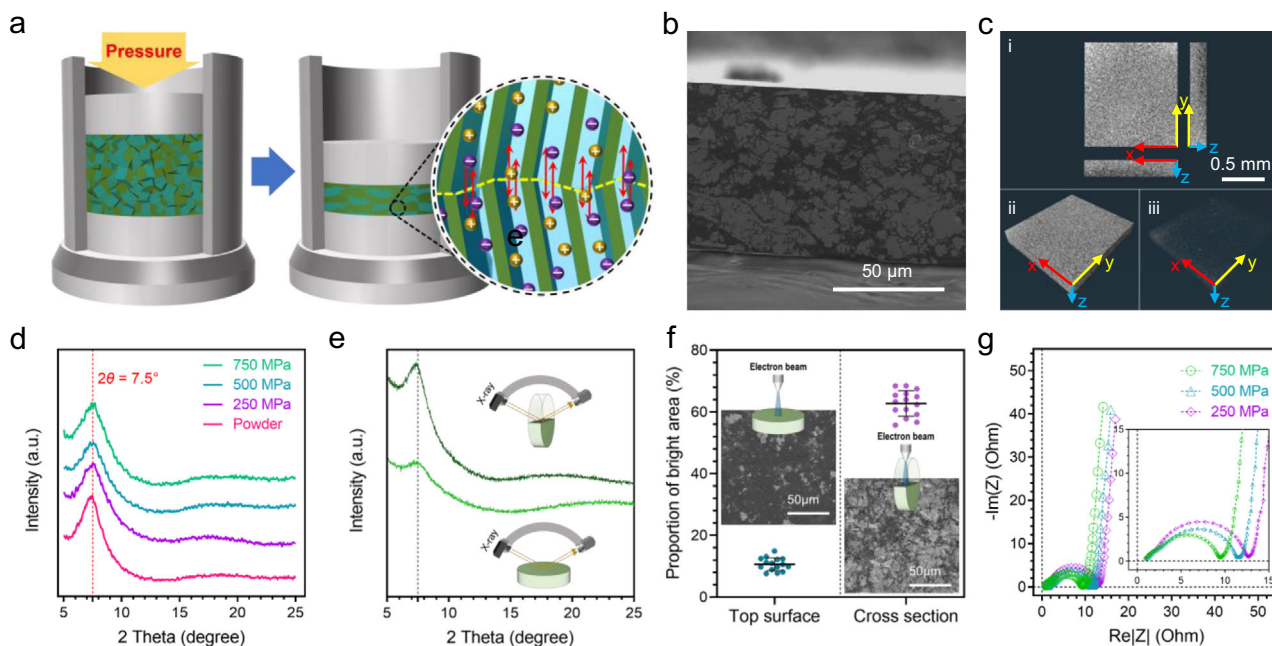 a
Pressure
e
b
50 µm
c
i
y
x
z
z
0.5 mm
ii
x
y
z
iii
x
y
z
d
750 MPa
500 MPa
250 MPa
Powder
2θ = 7.5°
Intensity (a.u.)
5 10 15 20 25
2 Theta (degree)
e
X-ray
X-ray
Intensity (a.u.)
5 10 15 20 25
2 Theta (degree)
f
Proportion of bright area (%)
80
60
40
20
0
Electron beam
50µm
Electron beam
50µm
Top surface
Cross section
g
750 MPa
500 MPa
250 MPa
-Im(Z) (Ohm)
50
40
30
20
10
0
15
10
5
0
0 5 10 15
0 10 20 30 40 50
Re|Z| (Ohm)